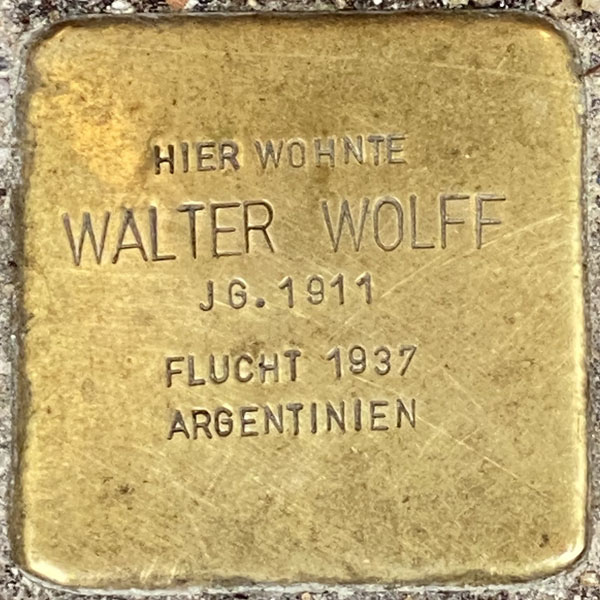 HIER WOHNTE
WALTER WOLFF
JG. 1911
FLUCHT 1937
ARGENTINIEN